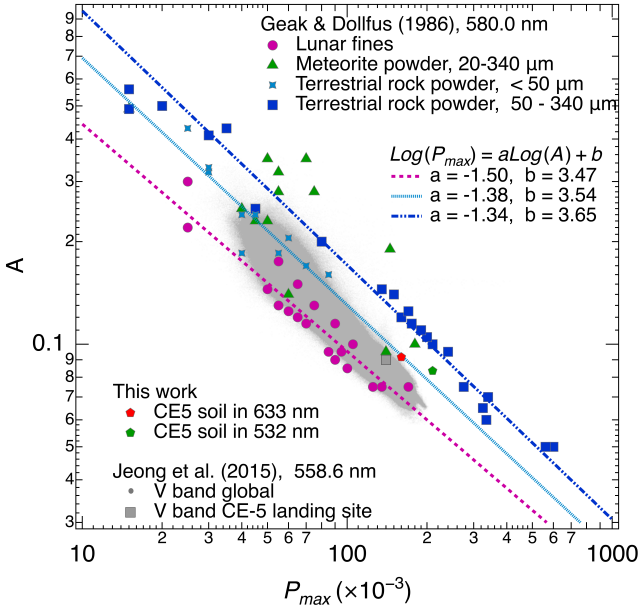 Geak & Dollfus (1986), 580.0 nm
Lunar fines
Meteorite powder, 20-340 μm
Terrestrial rock powder, < 50 μm
Terrestrial rock powder, 50 - 340 μm
Log(Pmax) = aLog(A) + b
a = -1.50, b = 3.47
a = -1.38, b = 3.54
a = -1.34, b = 3.65
This work
CE5 soil in 633 nm
CE5 soil in 532 nm
Jeong et al. (2015), 558.6 nm
V band global
V band CE-5 landing site
A
9
8
7
6
5
4
3
2
0.1
9
8
7
6
5
4
3
10 3 4 5 6 7 100 2 3 4 5 6 7 1000
Pmax (×10⁻³)